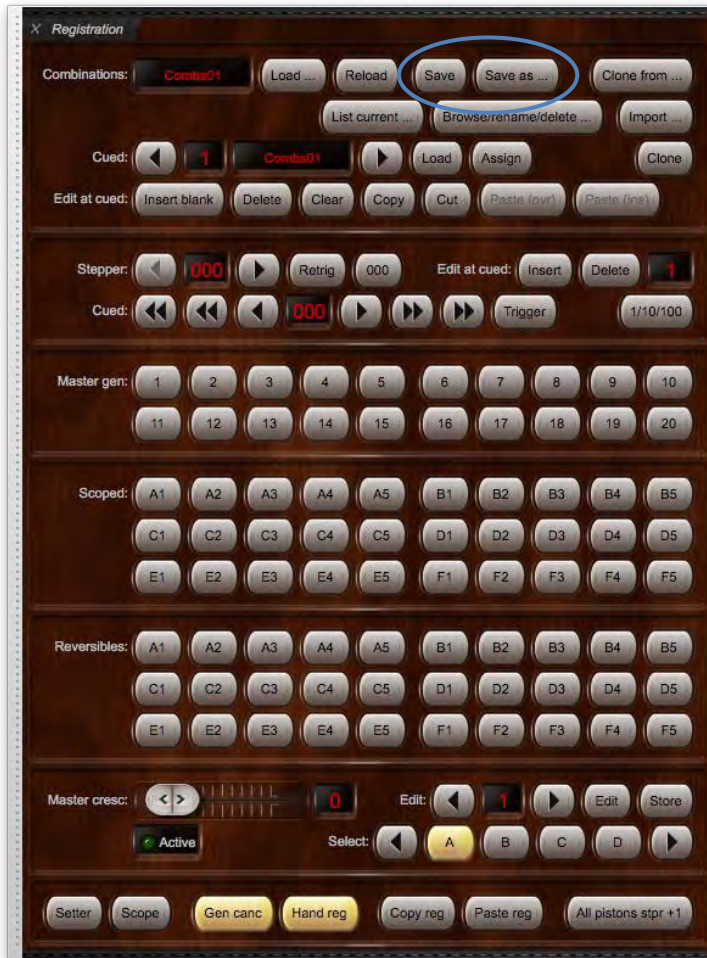 X Registration
Combinations: Combs01 Load ... Reload Save Save as ... Clone from ...
List current ... Browse/rename/delete ... Import ...
Cued: 1 Combs01 Load Assign Clone
Edit at cued: Insert blank Delete Clear Copy Cut Paste (ovr) Paste (ins)
Stepper: 000 Retrig 000 Edit at cued: Insert Delete 1
Cued: 000 Trigger 1/10/100
Master gen: 1 2 3 4 5 6 7 8 9 10
11 12 13 14 15 16 17 18 19 20
Scoped: A1 A2 A3 A4 A5 B1 B2 B3 B4 B5
C1 C2 C3 C4 C5 D1 D2 D3 D4 D5
E1 E2 E3 E4 E5 F1 F2 F3 F4 F5
Reversibles: A1 A2 A3 A4 A5 B1 B2 B3 B4 B5
C1 C2 C3 C4 C5 D1 D2 D3 D4 D5
E1 E2 E3 E4 E5 F1 F2 F3 F4 F5
Master cresc: < > 0 Edit: 1 Edit Store
Active Select: A B C D
Setter Scope Gen canc Hand reg Copy reg Paste reg All pistons stpr +1